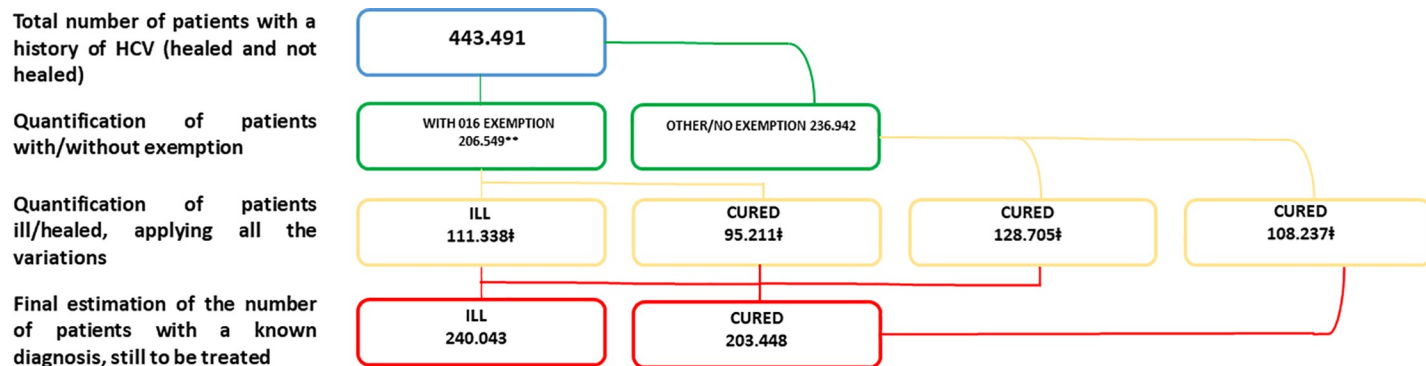 Total number of patients with a
history of HCV (healed and not
healed)
443.491
Quantification of patients
with/without exemption
WITH 016 EXEMPTION
206.549**
OTHER/NO EXEMPTION 236.942
Quantification of patients
ill/healed, applying all the
variations
ILL
111.338ǂ
CURED
95.211ǂ
CURED
128.705ǂ
CURED
108.237ǂ
Final estimation of the number
of patients with a known
diagnosis, still to be treated
ILL
240.043
CURED
203.448